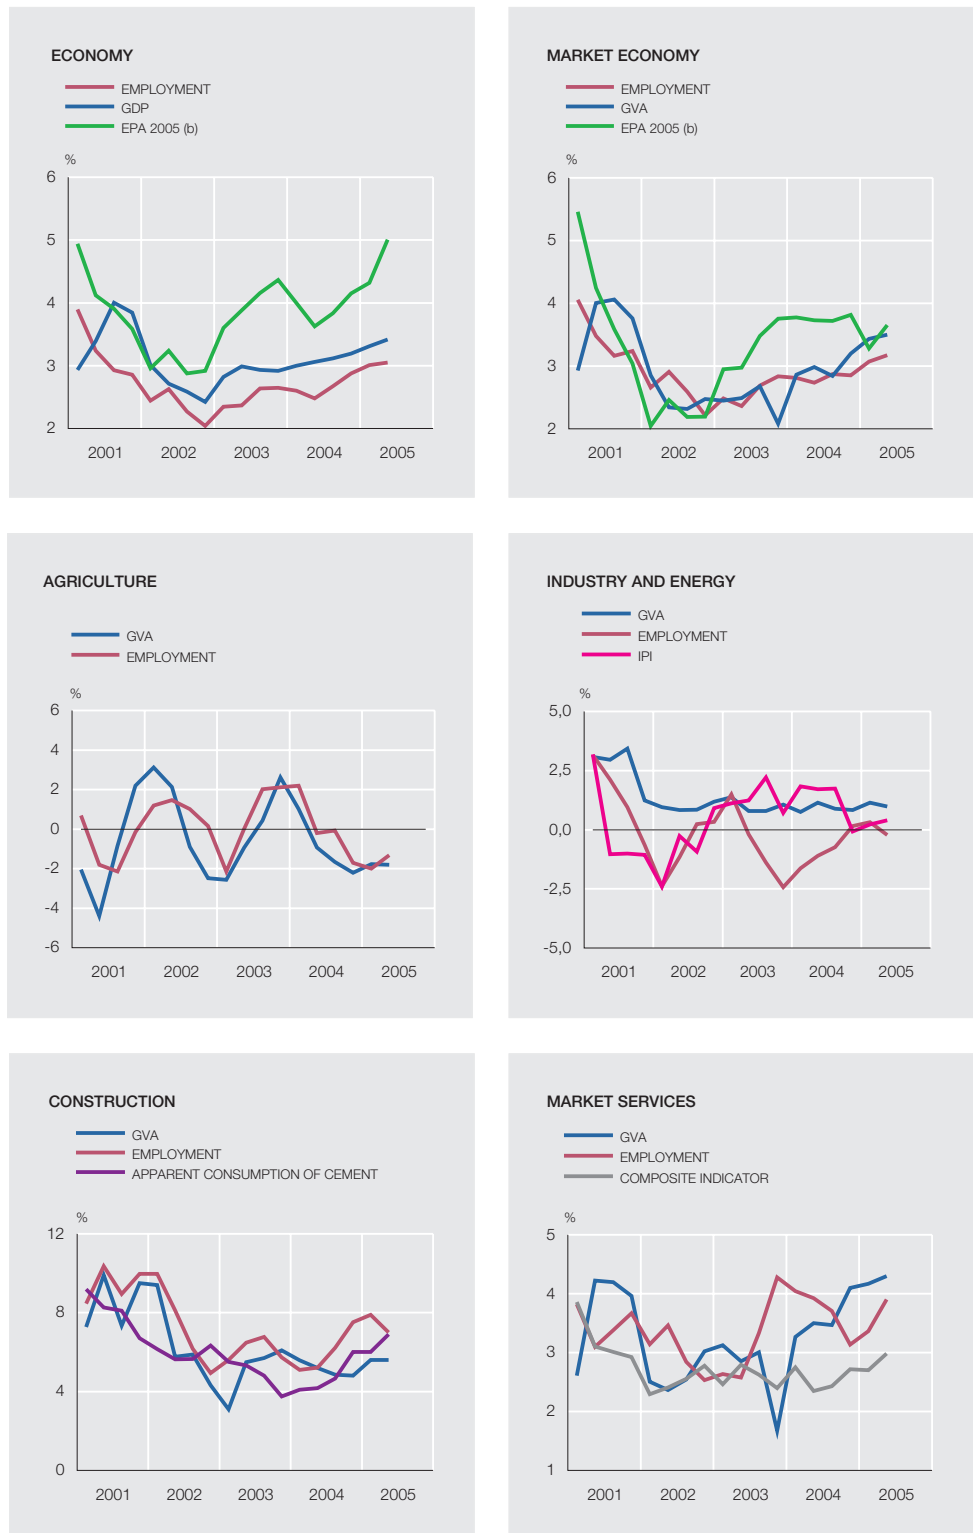 ECONOMY
EMPLOYMENT
GDP
EPA 2005 (b)
%
6
5
4
3
2
2001 2002 2003 2004 2005
MARKET ECONOMY
EMPLOYMENT
GVA
EPA 2005 (b)
%
6
5
4
3
2
2001 2002 2003 2004 2005
AGRICULTURE
GVA
EMPLOYMENT
%
6
4
2
0
-2
-4
-6
2001 2002 2003 2004 2005
INDUSTRY AND ENERGY
GVA
EMPLOYMENT
IPI
%
5,0
2,5
0,0
-2,5
-5,0
2001 2002 2003 2004 2005
CONSTRUCTION
GVA
EMPLOYMENT
APPARENT CONSUMPTION OF CEMENT
%
12
8
4
0
2001 2002 2003 2004 2005
MARKET SERVICES
GVA
EMPLOYMENT
COMPOSITE INDICATOR
%
5
4
3
2
1
2001 2002 2003 2004 2005